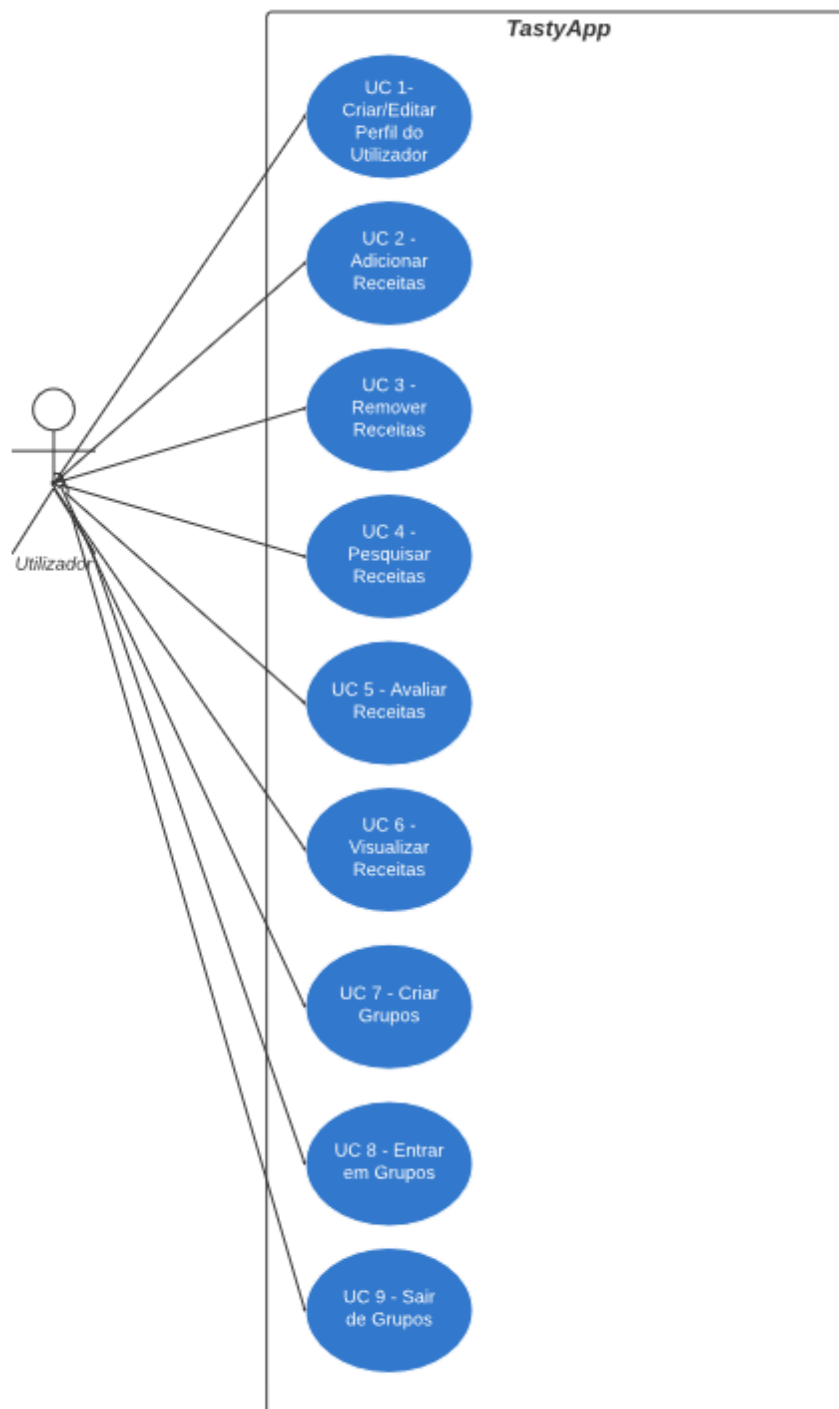 TastyApp
UC 1-
Criar/Editar
Perfil do
Utilizador
UC 2 -
Adicionar
Receitas
UC 3 -
Remover
Receitas
Utilizador
UC 4 -
Pesquisar
Receitas
UC 5 - Avaliar
Receitas
UC 6 -
Visualizar
Receitas
UC 7 - Criar
Grupos
UC 8 - Entrar
em Grupos
UC 9 - Sair
de Grupos